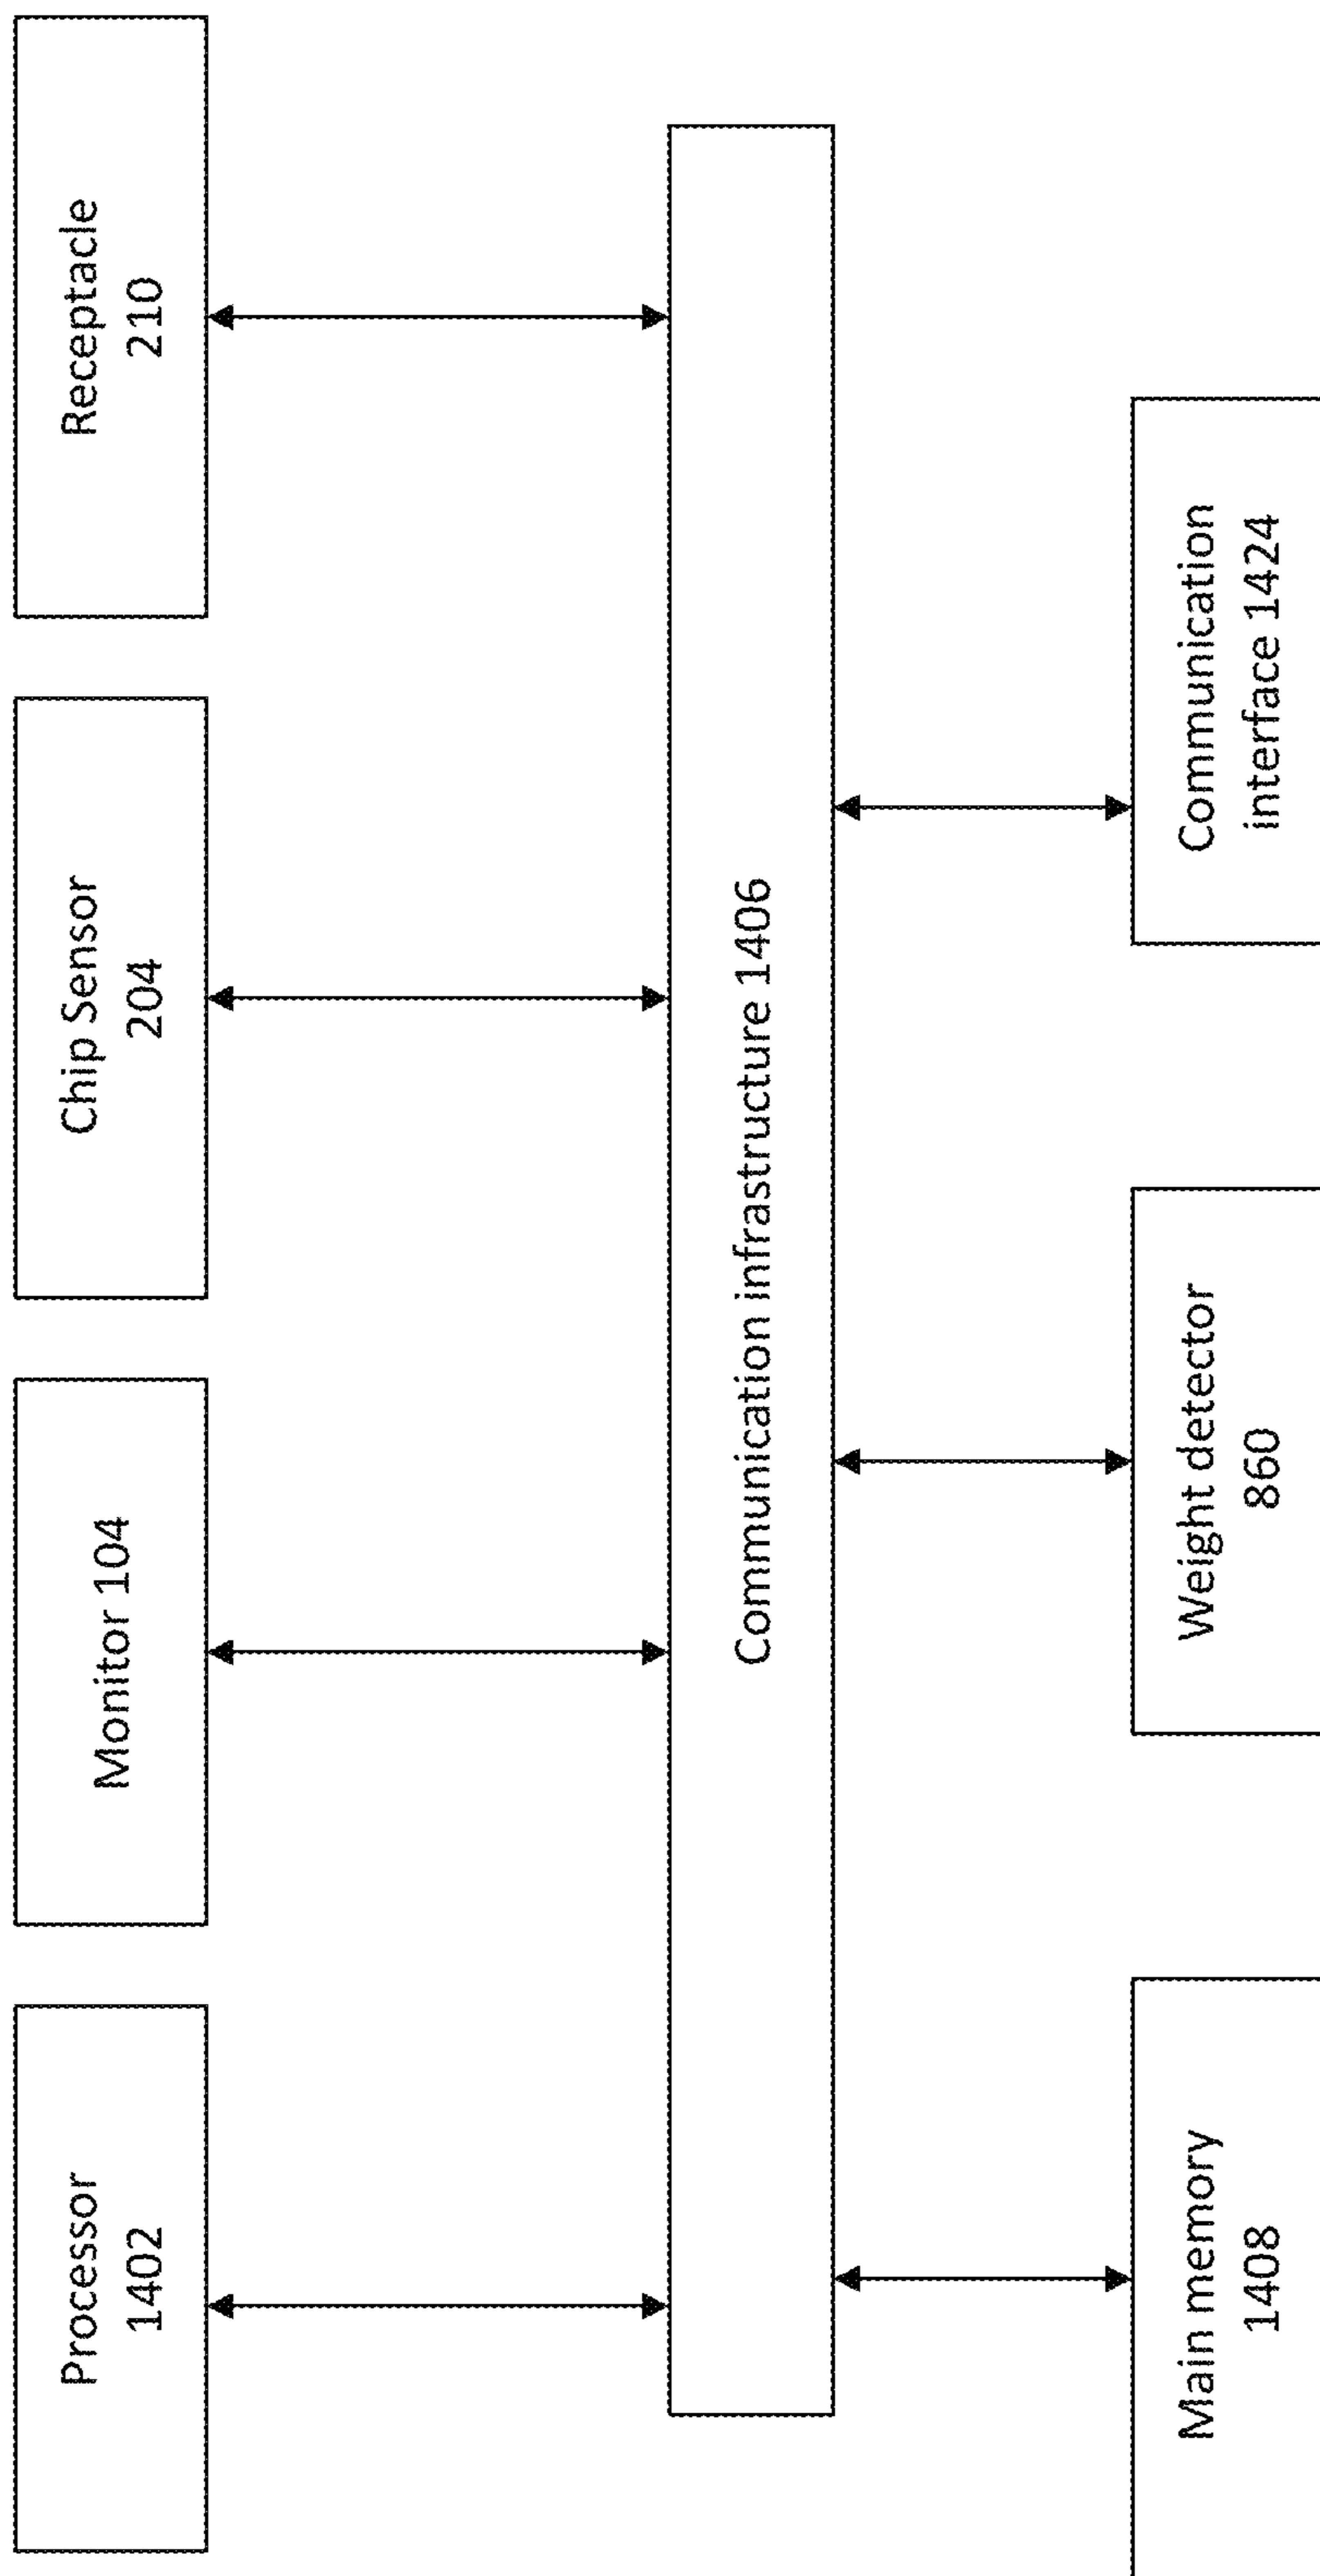 Processor
1402
Monitor 104
Chip Sensor
204
Receptacle
210
Communication infrastructure 1406
Main memory
1408
Weight detector
860
Communication
interface 1424